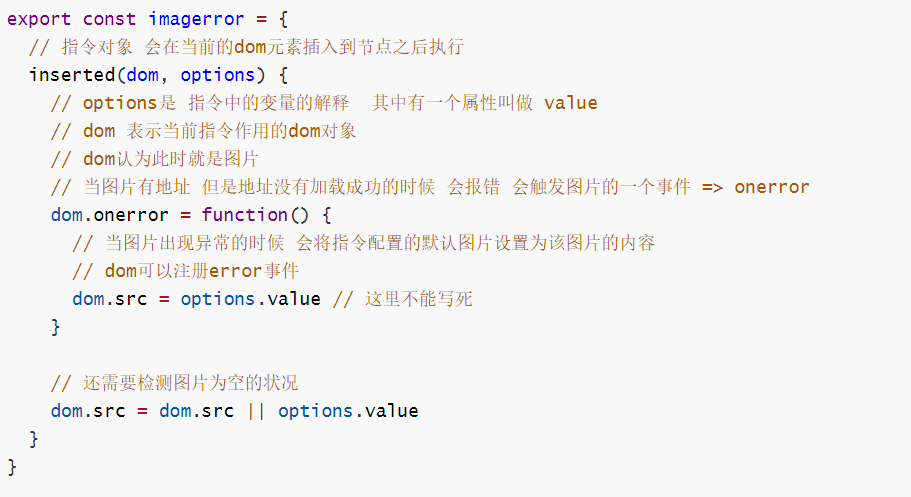 export const imagerror = {
  // 指令对象 会在当前的dom元素插入到节点之后执行
  inserted(dom, options) {
    // options是 指令中的变量的解释  其中有一个属性叫做 value
    // dom 表示当前指令作用的dom对象
    // dom认为此时就是图片
    // 当图片有地址 但是地址没有加载成功的时候 会报错 会触发图片的一个事件 => onerror
    dom.onerror = function() {
      // 当图片出现异常的时候 会将指令配置的默认图片设置为该图片的内容
      // dom可以注册error事件
      dom.src = options.value // 这里不能写死
    }

    // 还需要检测图片为空的状况
    dom.src = dom.src || options.value
  }
}